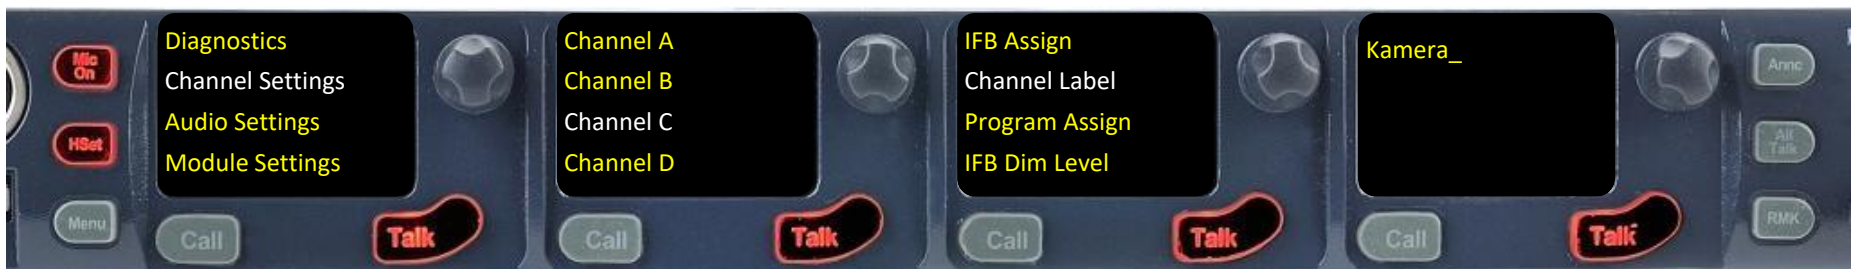 Mic
On
HSet
Menu
Diagnostics
Channel Settings
Audio Settings
Module Settings
Call
Talk
Channel A
Channel B
Channel C
Channel D
Call
Talk
IFB Assign
Channel Label
Program Assign
IFB Dim Level
Call
Talk
Kamera_
Call
Talk
Annc
All
Talk
RMK